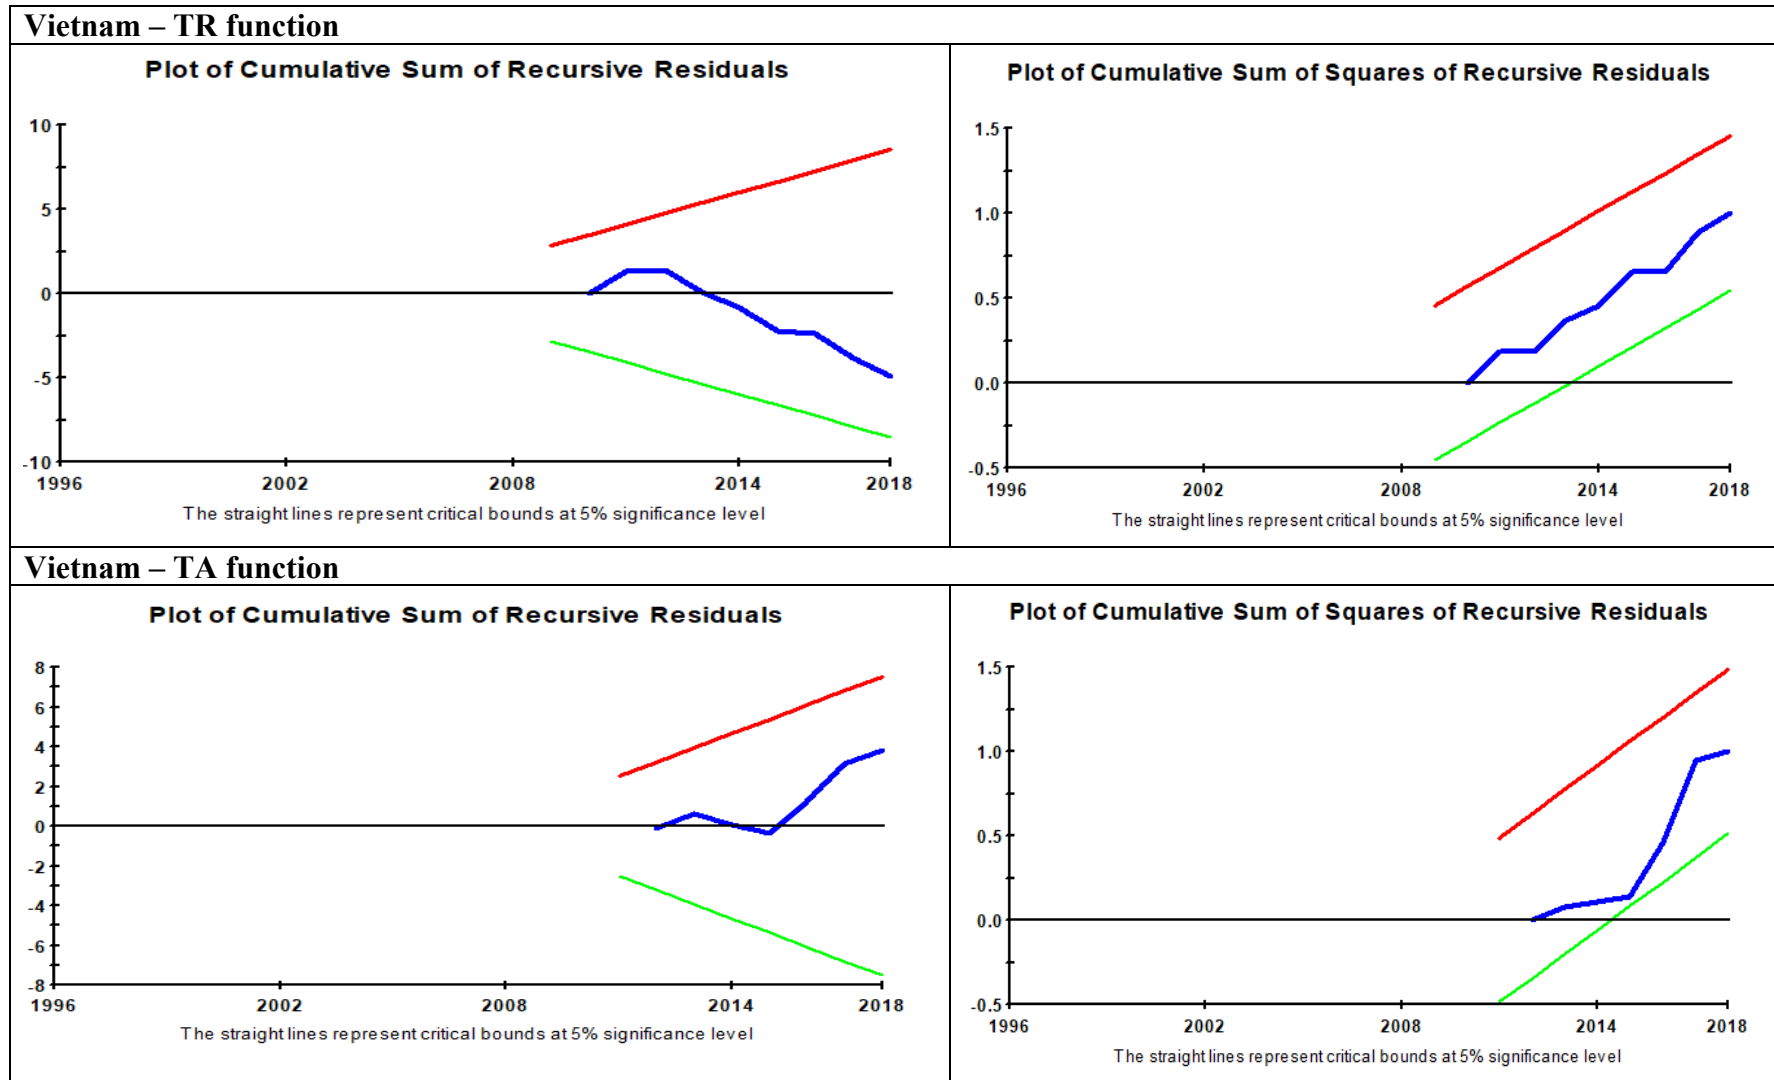 Vietnam – TR function
Plot of Cumulative Sum of Recursive Residuals
10
5
0
-5
-10
1996 2002 2008 2014 2018
The straight lines represent critical bounds at 5% significance level
Plot of Cumulative Sum of Squares of Recursive Residuals
1.5
1.0
0.5
0.0
-0.5
1996 2002 2008 2014 2018
The straight lines represent critical bounds at 5% significance level
Vietnam – TA function
Plot of Cumulative Sum of Recursive Residuals
8
6
4
2
0
-2
-4
-6
-8
1996 2002 2008 2014 2018
The straight lines represent critical bounds at 5% significance level
Plot of Cumulative Sum of Squares of Recursive Residuals
1.5
1.0
0.5
0.0
-0.5
1996 2002 2008 2014 2018
The straight lines represent critical bounds at 5% significance level